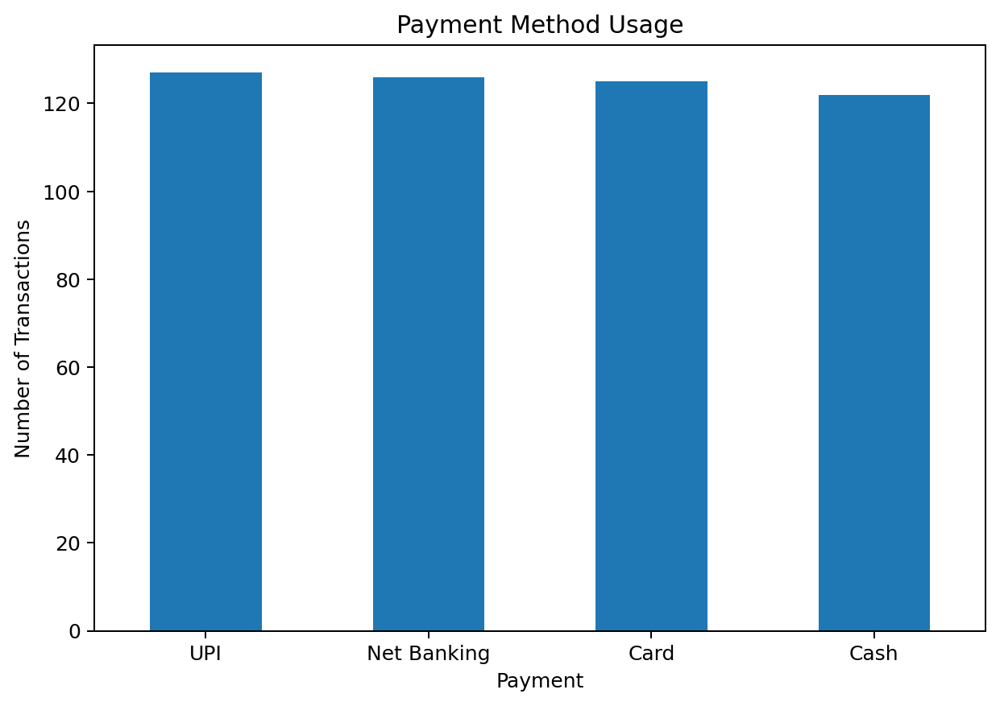 Payment Method Usage
120
100
80
60
40
20
0
Number of Transactions
UPI Net Banking Card Cash
Payment